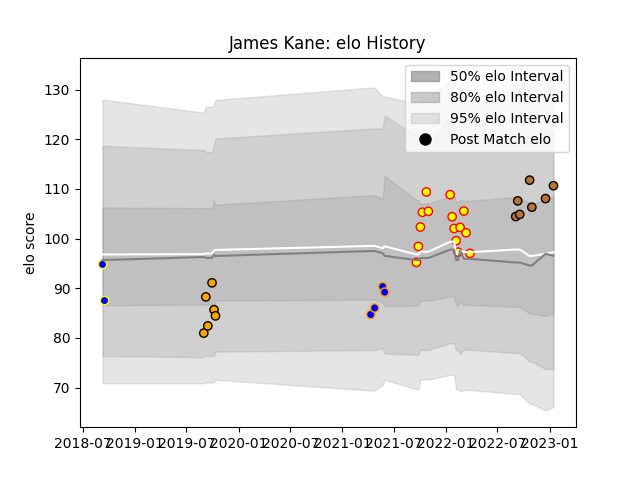 James Kane: elo History
50% elo Interval
80% elo Interval
95% elo Interval
Post Match elo
elo score
130
120
110
100
90
80
70
2018-07 2019-01 2019-07 2020-01 2020-07 2021-01 2021-07 2022-01 2022-07 2023-01